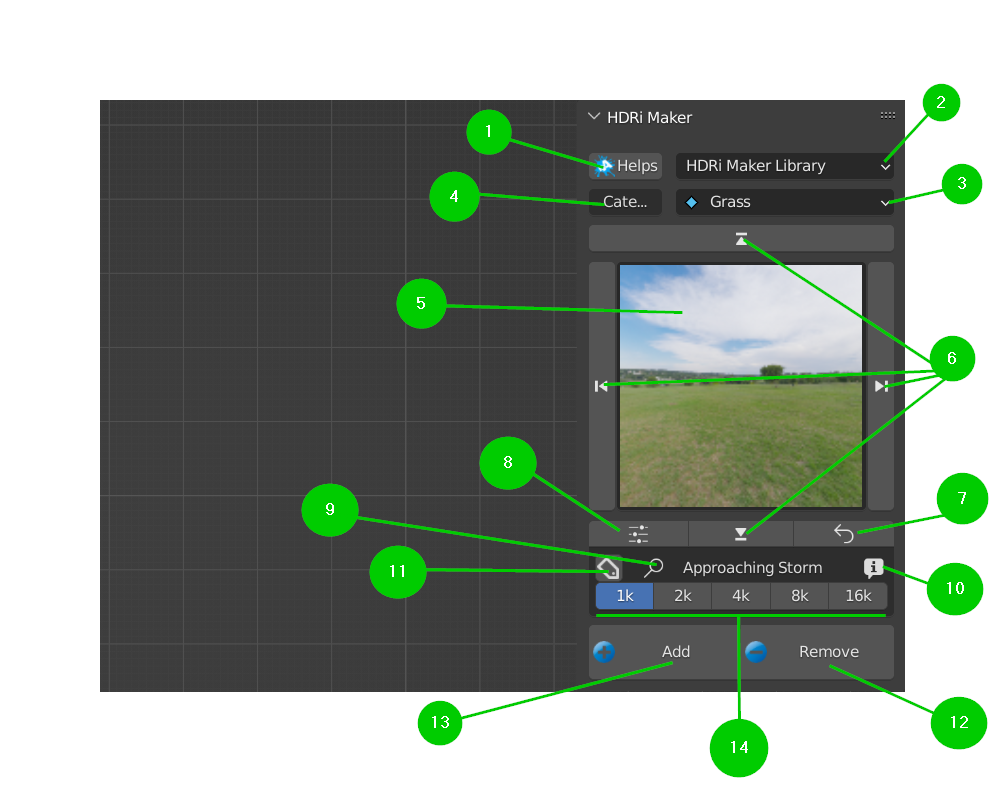 2
HDRi Maker
1
Helps
HDRi Maker Library
3
4
Cate...
Grass
5
6
8
7
9
11
Approaching Storm
10
1k 2k 4k 8k 16k
Add
Remove
13
12
14